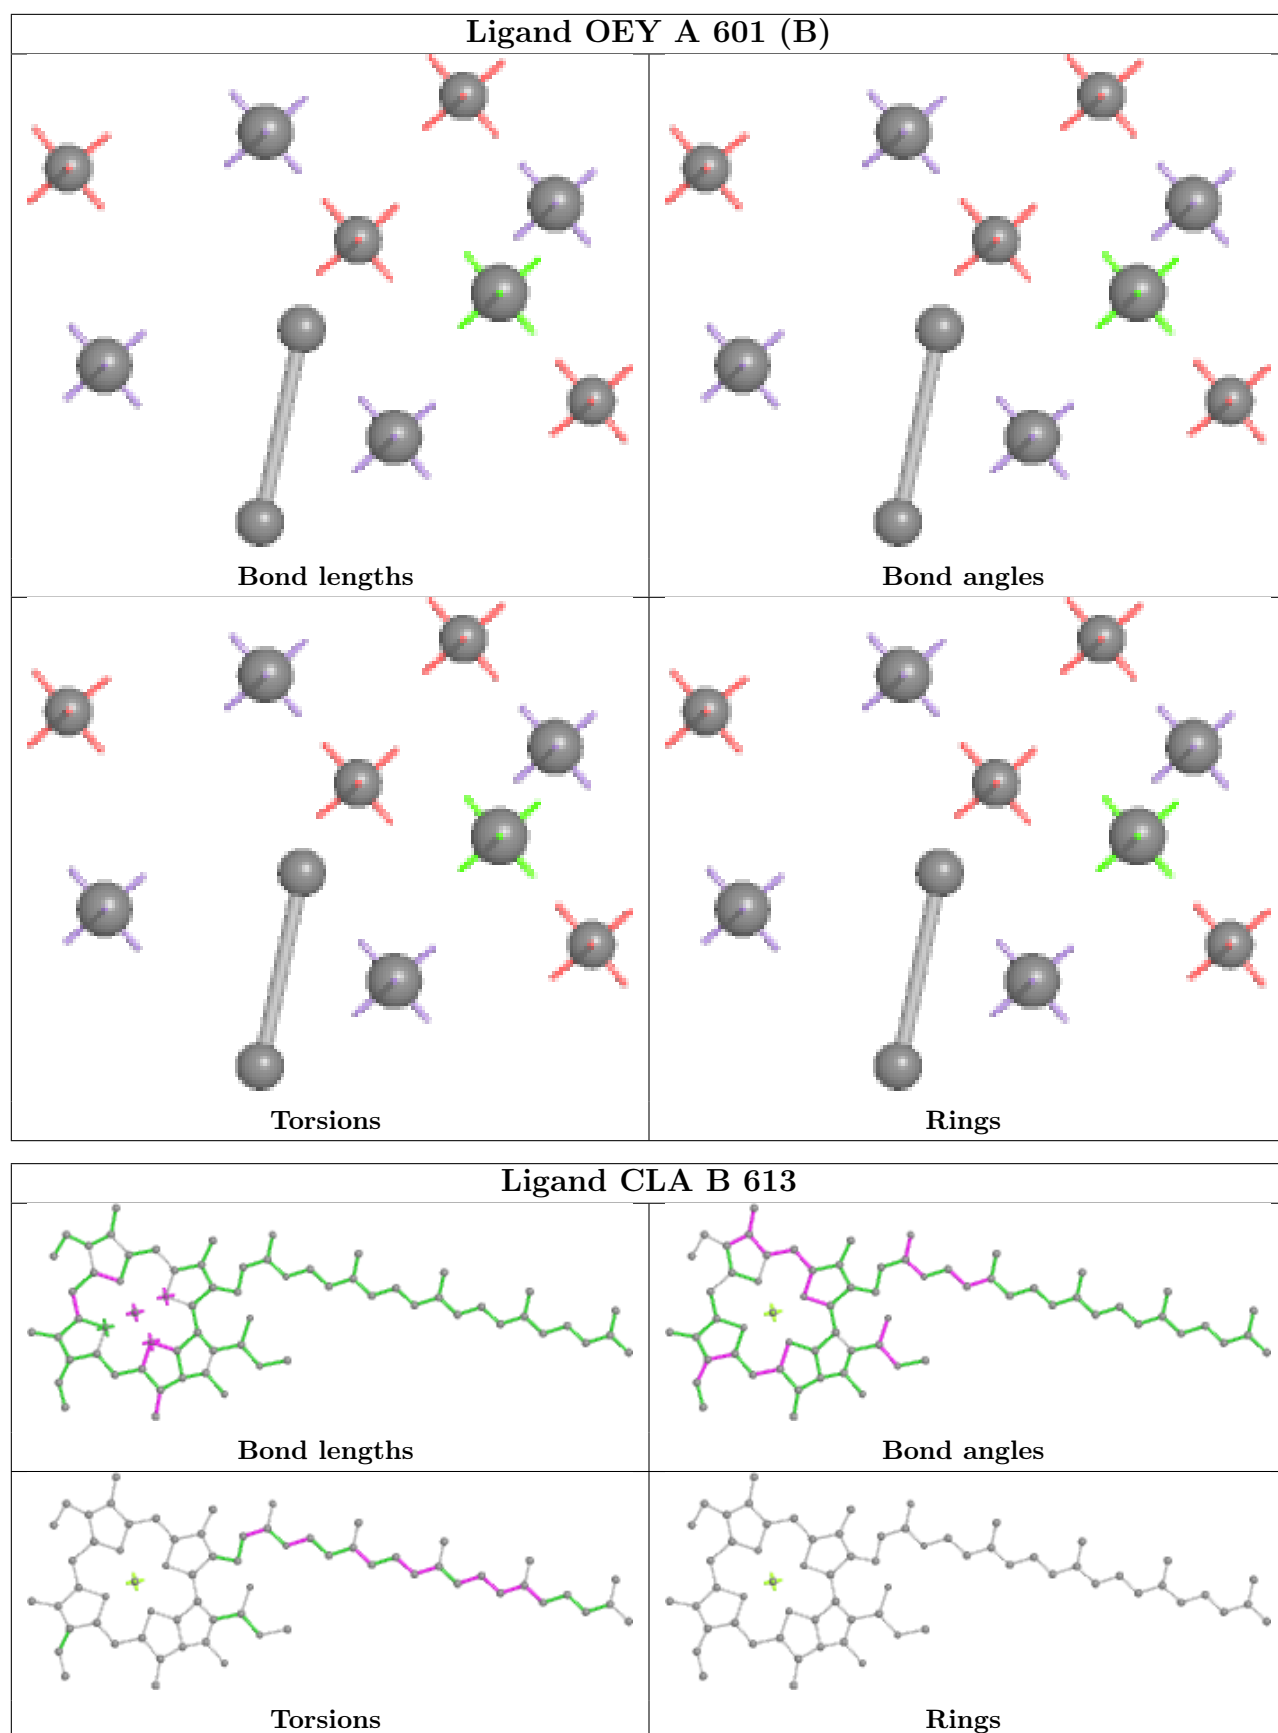 Ligand OEY A 601 (B)
Bond lengths
Bond angles
Torsions
Rings
Ligand CLA B 613
Bond lengths
Bond angles
Torsions
Rings